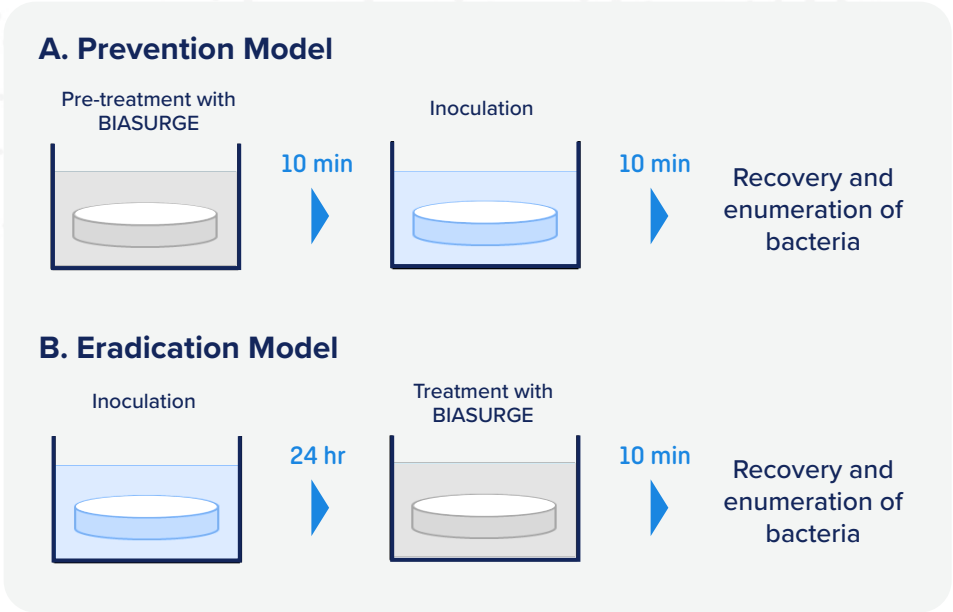 A. Prevention Model
Pre-treatment with
BIASURGE
10 min
Inoculation
10 min
Recovery and
enumeration of
bacteria
B. Eradication Model
Inoculation
24 hr
Treatment with
BIASURGE
10 min
Recovery and
enumeration of
bacteria